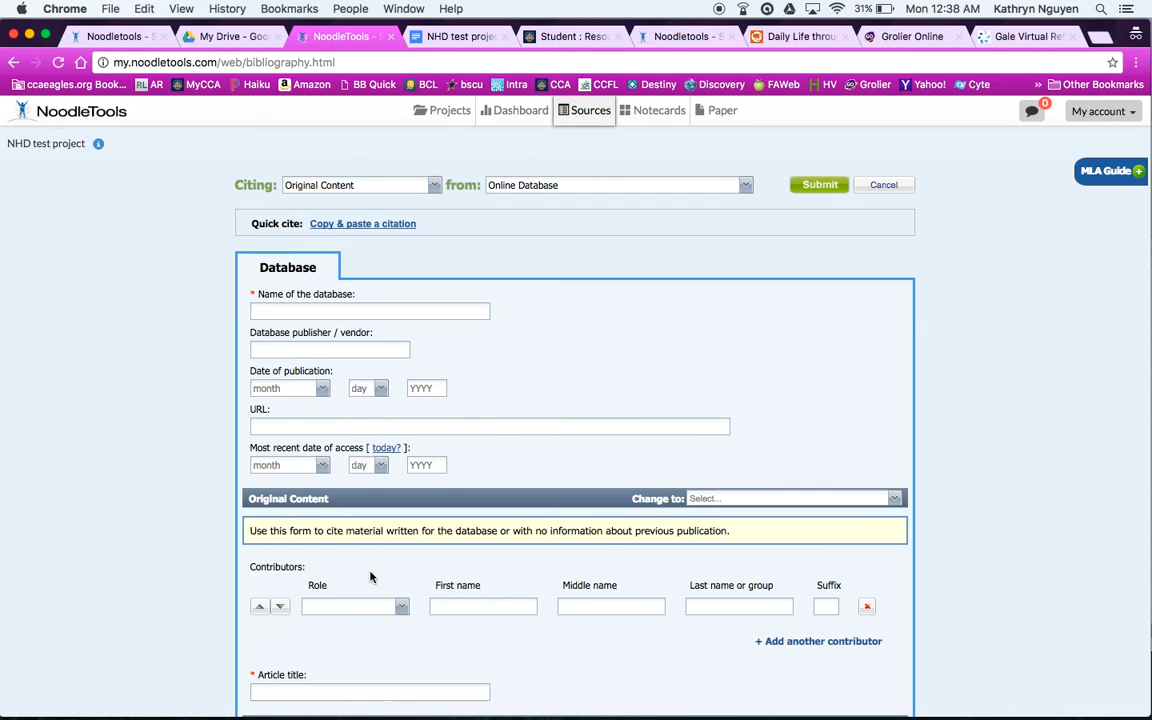 Chrome File Edit View History Bookmarks People Window Help 31% Mon 12:38 AM Kathryn Nguyen
Noodletools - S My Drive - Goo NoodleTools - S NHD test projec Student : Resou Noodletools - S Daily Life throu Grolier Online Gale Virtual Ref
my.noodletools.com/web/bibliography.html
ccaeagles.org Book... AR MyCCA Haiku Amazon BB Quick BCL bscu Intra CCA CCFL Destiny Discovery FAWeb HV Grolier Yahoo! Cyte » Other Bookmarks
NoodleTools Projects Dashboard Sources Notecards Paper 0 My account
NHD test project i
MLA Guide +
Citing: Original Content from: Online Database Submit Cancel
Quick cite: Copy & paste a citation
Database
* Name of the database:
Database publisher / vendor:
Date of publication:
month day YYYY
URL:
Most recent date of access [ today? ]:
month day YYYY
Original Content Change to: Select...
Use this form to cite material written for the database or with no information about previous publication.
Contributors:
Role First name Middle name Last name or group Suffix
+ Add another contributor
* Article title: